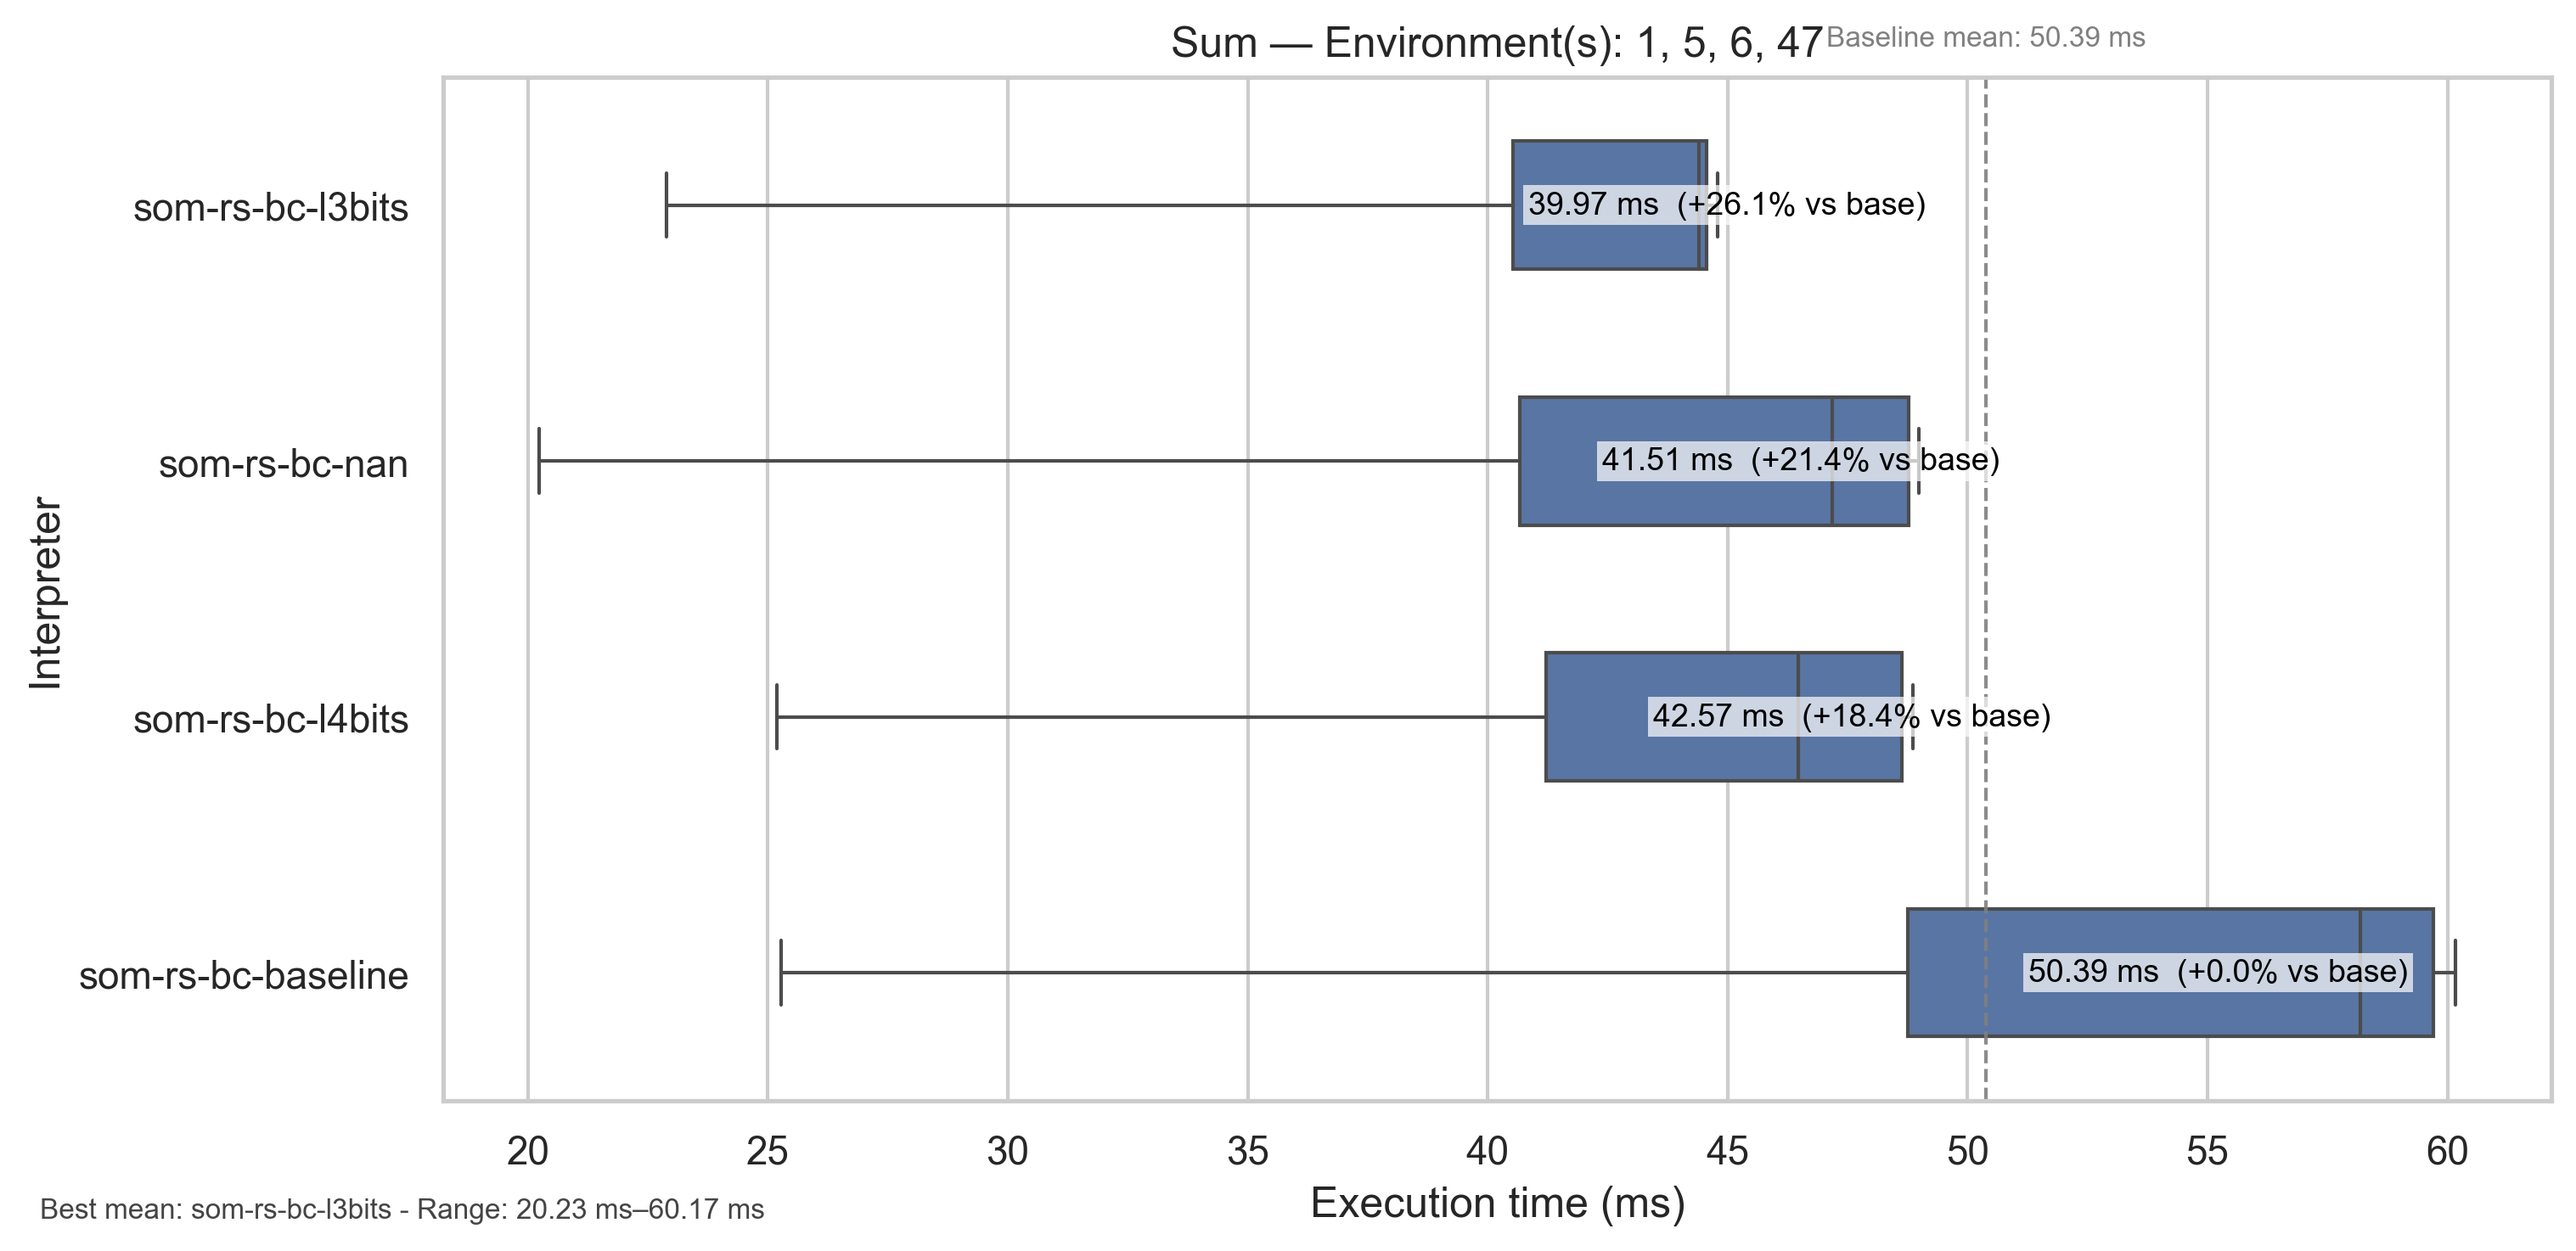 Sum — Environment(s): 1, 5, 6, 47
Baseline mean: 50.39 ms
Interpreter
som-rs-bc-l3bits
39.97 ms (+26.1% vs base)
som-rs-bc-nan
41.51 ms (+21.4% vs base)
som-rs-bc-l4bits
42.57 ms (+18.4% vs base)
som-rs-bc-baseline
50.39 ms (+0.0% vs base)
20 25 30 35 40 45 50 55 60
Execution time (ms)
Best mean: som-rs-bc-l3bits - Range: 20.23 ms–60.17 ms